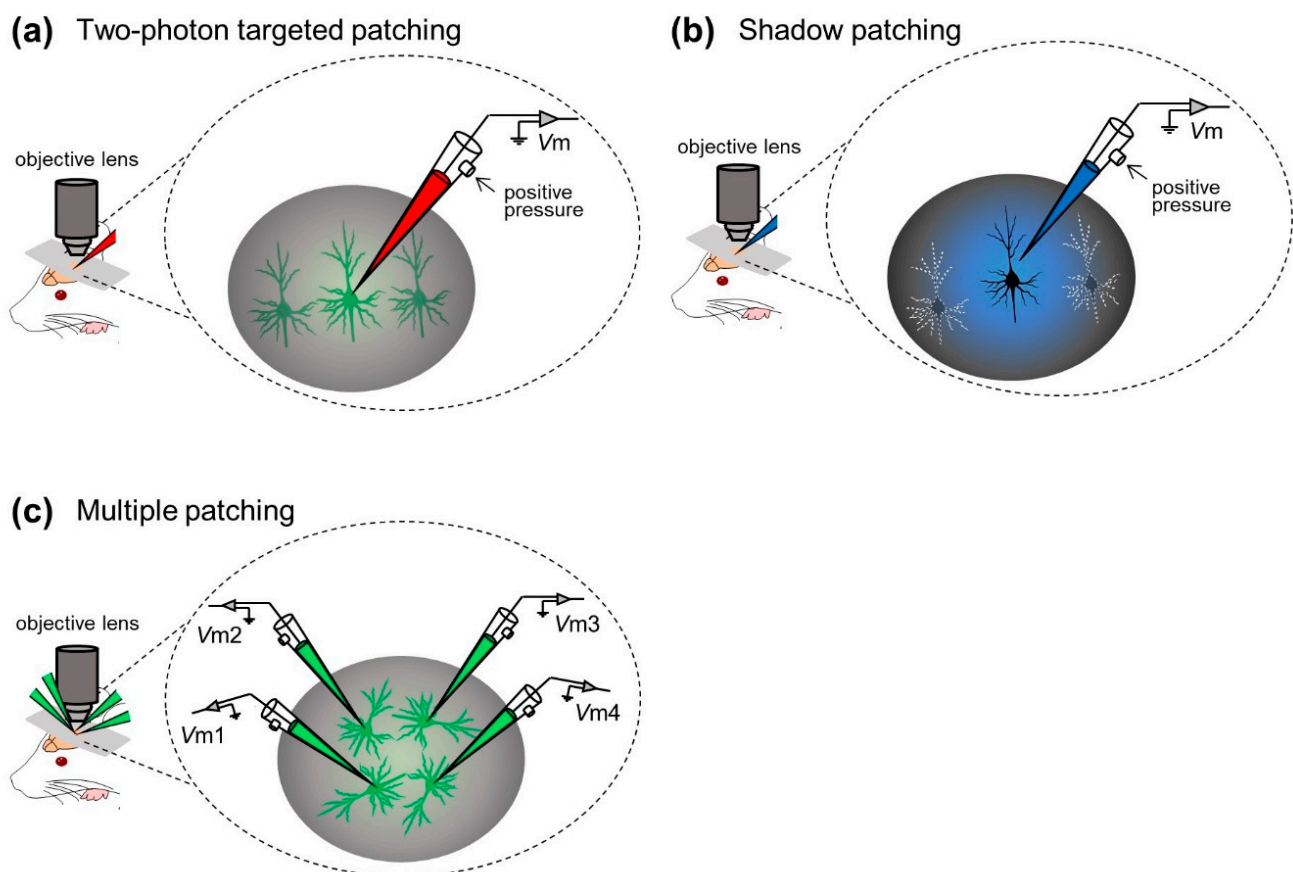 (a) Two-photon targeted patching
objective lens
Vm
positive
pressure
(b) Shadow patching
objective lens
Vm
positive
pressure
(c) Multiple patching
objective lens
Vm2
Vm3
Vm1
Vm4